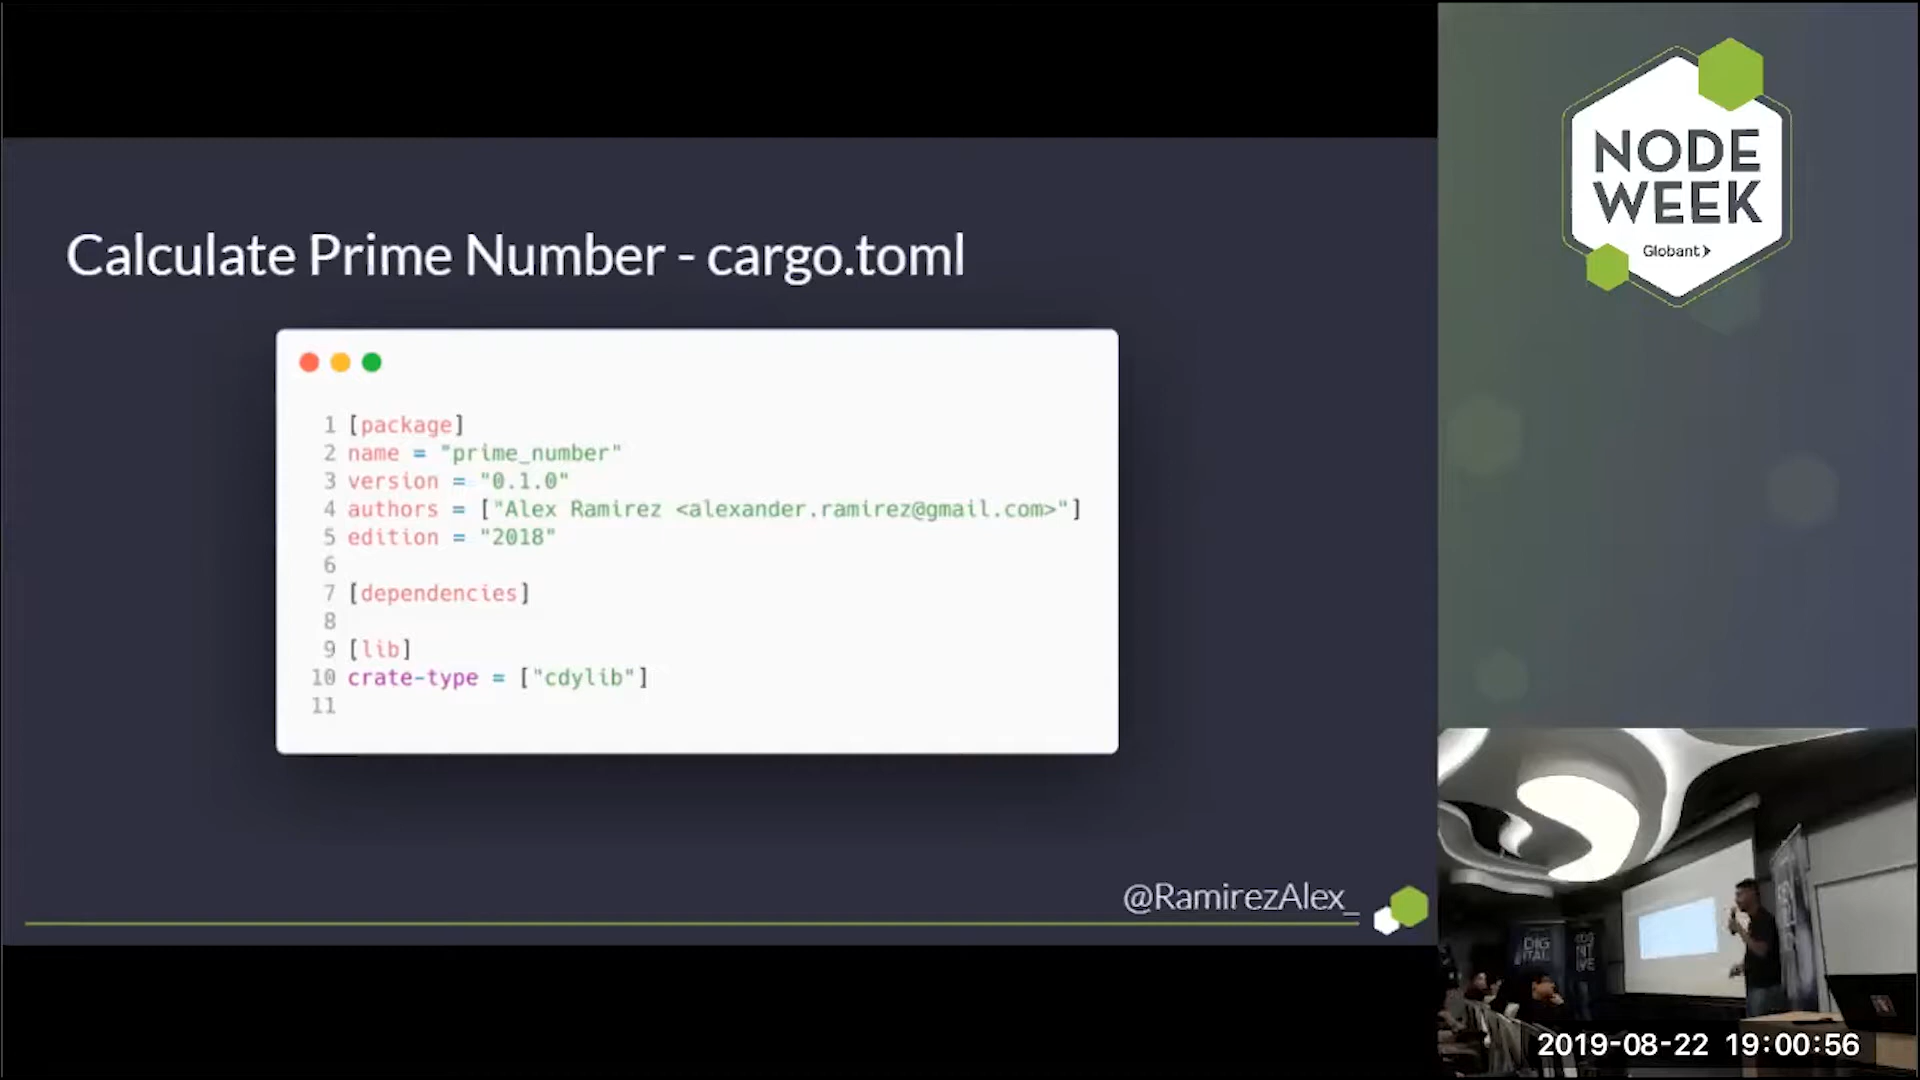 Calculate Prime Number - cargo.toml
1 [package]
2 name = "prime_number"
3 version = "0.1.0"
4 authors = ["Alex Ramirez <alexander.ramirez@gmail.com>"]
5 edition = "2018"
6
7 [dependencies]
8
9 [lib]
10 crate-type = ["cdylib"]
11
@RamirezAlex_
NODE
WEEK
Globant
DIG
ITAL
2019-08-22 19:00:56